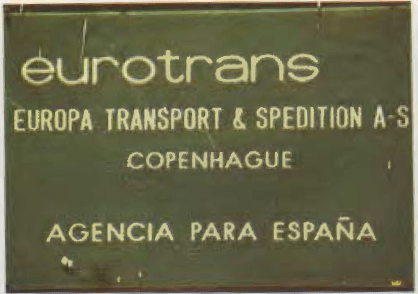 eurotrans
EUROPA TRANSPORT & SPEDITION A-S
COPENHAGUE
AGENCIA PARA ESPAÑA